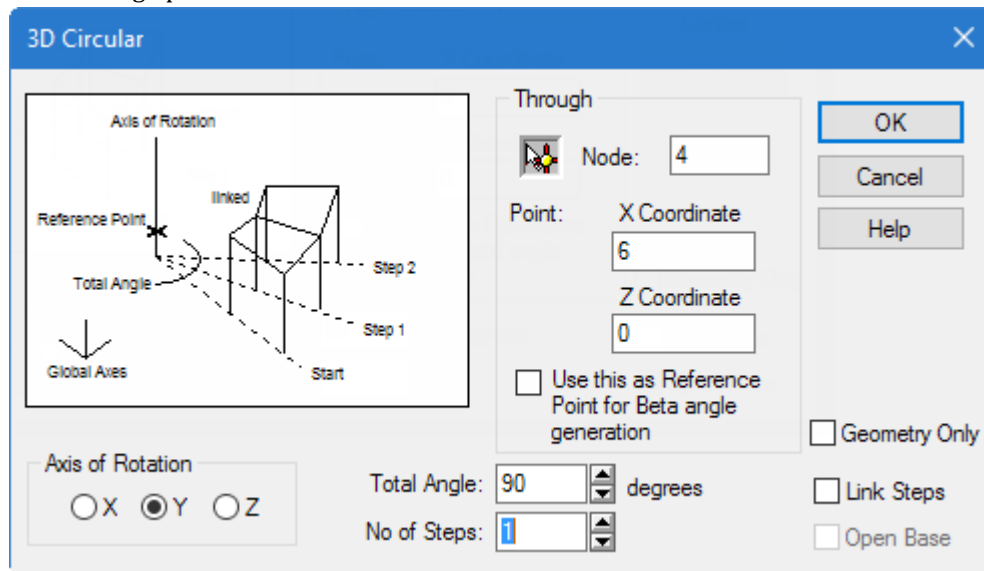 3D Circular
Axis of Rotation
linked
Reference Point
Total Angle
Step 2
Step 1
Start
Global Axes
Through
Node: 4
Point: X Coordinate
6
Z Coordinate
0
Use this as Reference
Point for Beta angle
generation
OK
Cancel
Help
Geometry Only
Axis of Rotation
X Y Z
Total Angle: 90 degrees
No of Steps: 1
Link Steps
Open Base